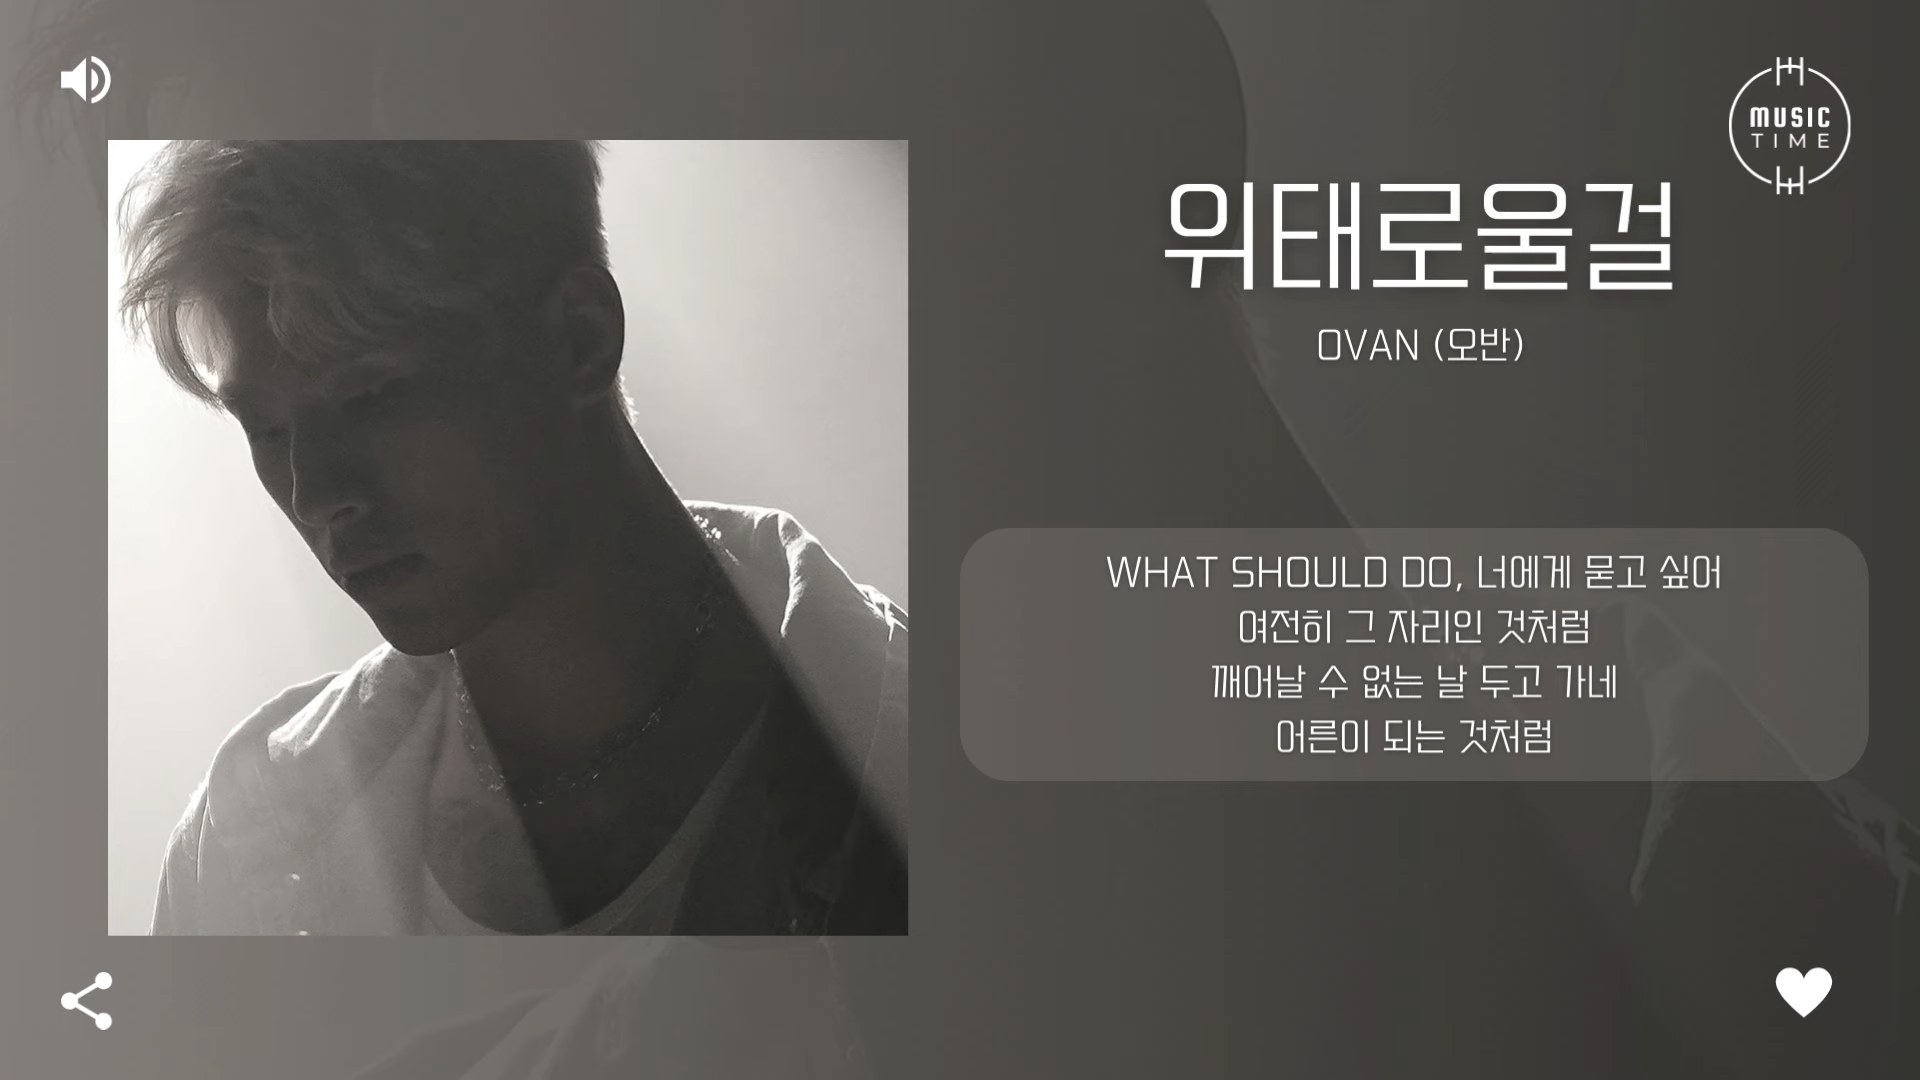 MUSIC
TIME
위태로울걸
OVAN (오반)
WHAT SHOULD DO, 너에게 묻고 싶어
여전히 그 자리인 것처럼
깨어날 수 없는 날 두고 가네
어른이 되는 것처럼